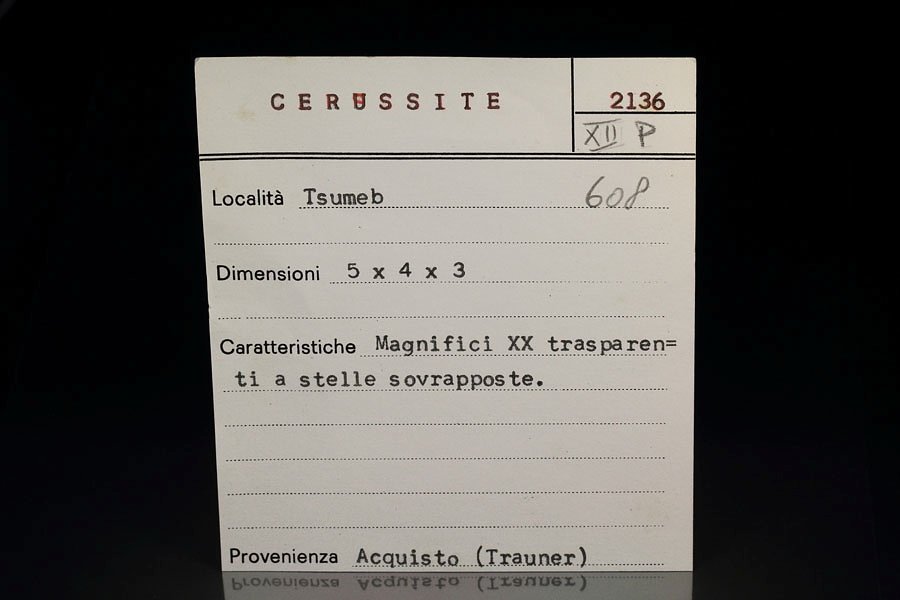 CERUSSITE
2136
XII P
Località Tsumeb
608
Dimensioni 5 x 4 x 3
Caratteristiche Magnifici XX trasparen=
ti a stelle sovrapposte.
Provenienza Acquisto (Trauner)